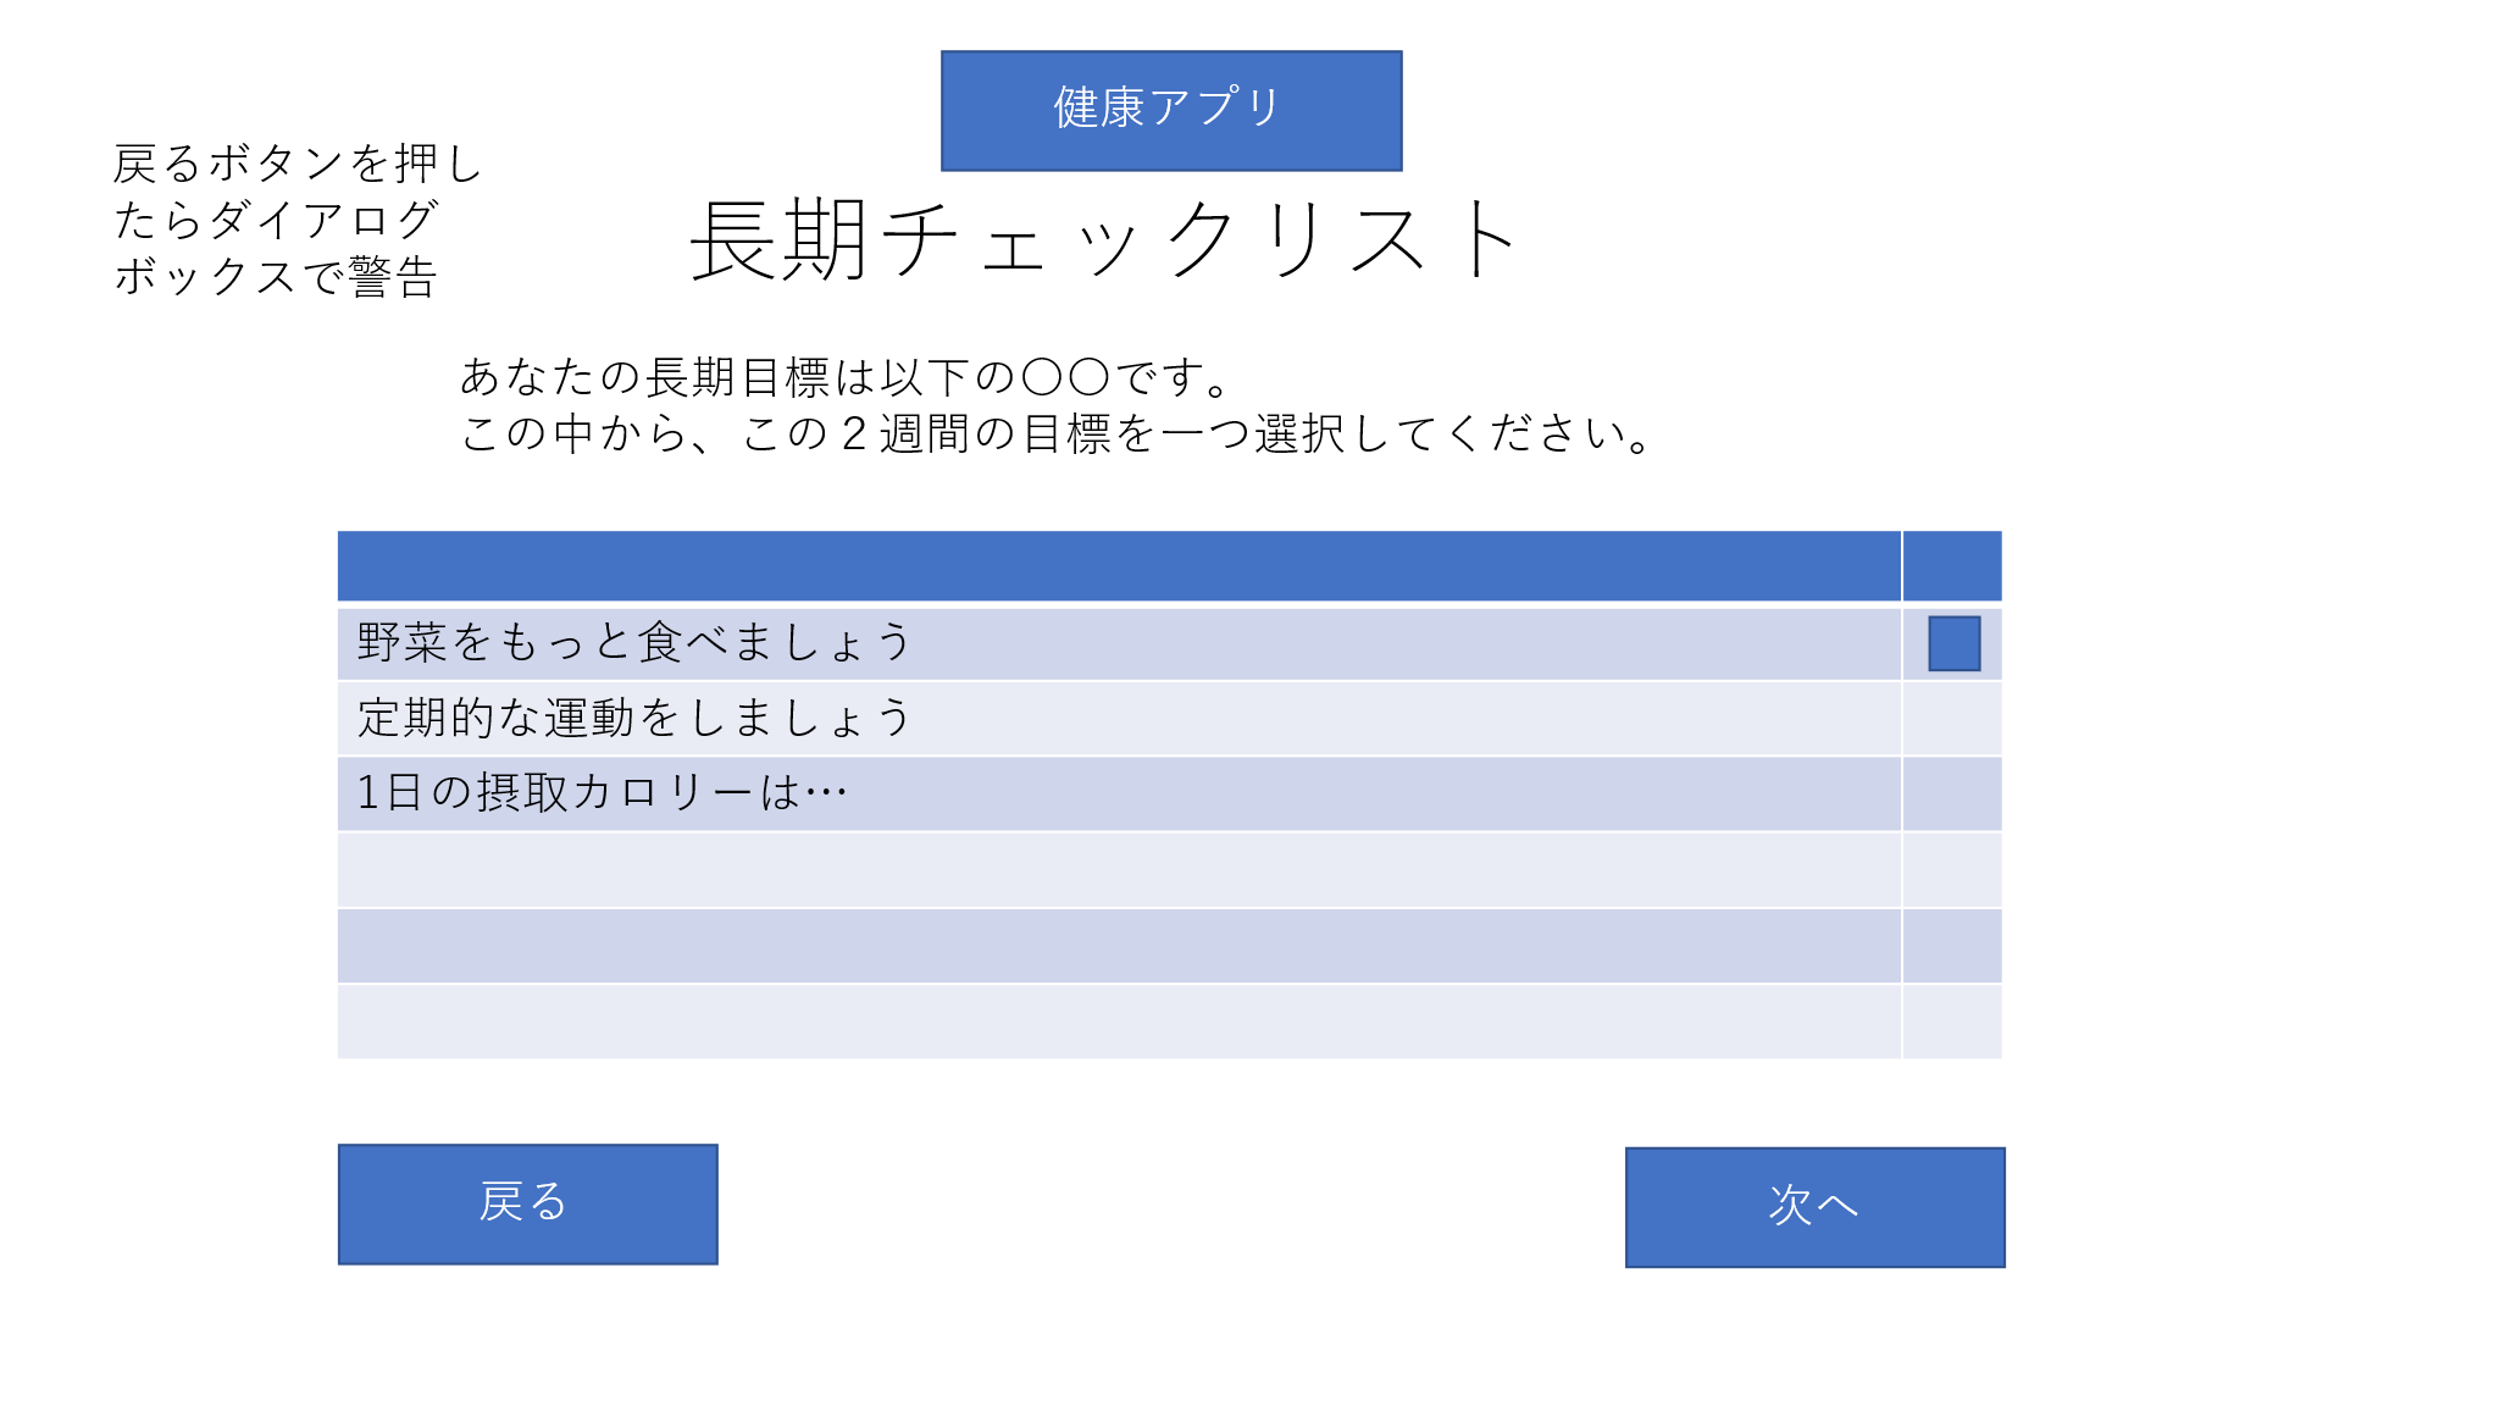 健康アプリ
戻るボタンを押し
たらダイアログ
ボックスで警告
長期チェックリスト
あなたの長期目標は以下の〇〇です。
この中から、この２週間の目標を一つ選択してください。
野菜をもっと食べましょう
定期的な運動をしましょう
1日の摂取カロリーは…
戻る
次へ